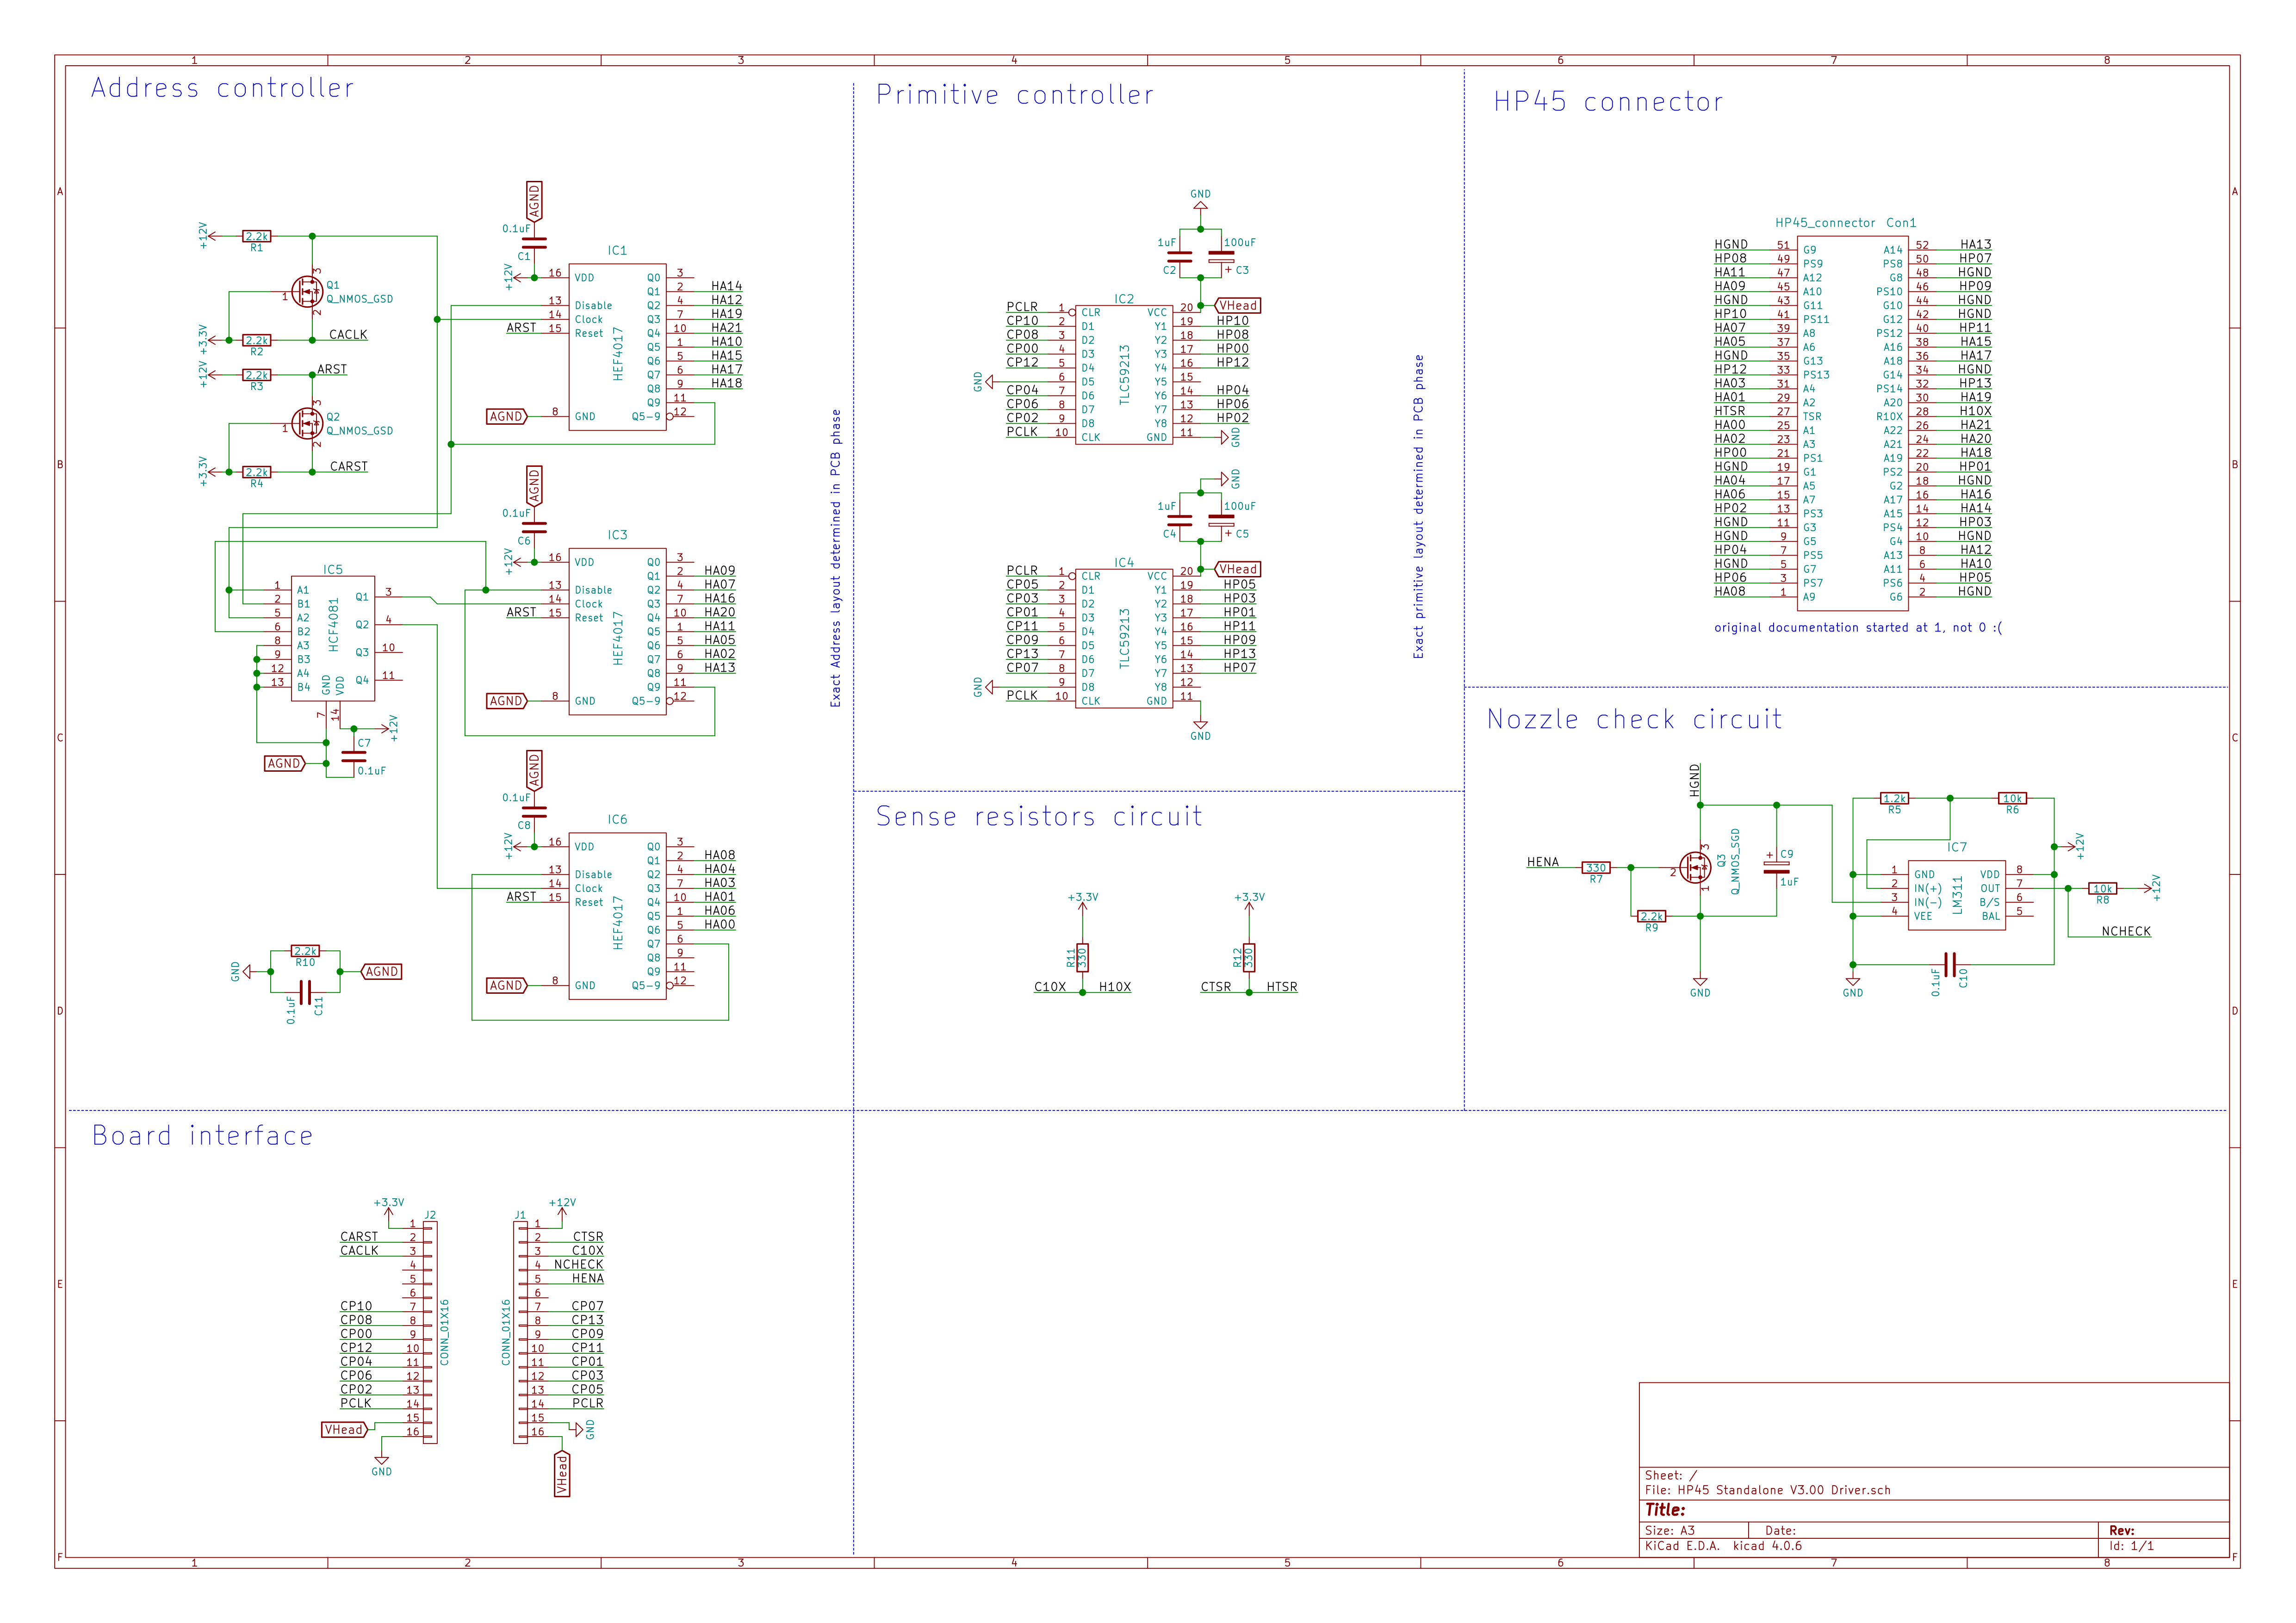 Address controller
+12V
2.2k
R1
3
1
Q1
Q_NMOS_GSD
2
+3.3V
2.2k
R2
CACLK
+12V
2.2k
R3
ARST
3
1
Q2
Q_NMOS_GSD
2
+3.3V
2.2k
R4
CARST
AGND
0.1uF
C1
+12V
IC1
HEF4017
16 VDD
13 Disable
14 Clock
ARST 15 Reset
AGND 8 GND
Q0 3
Q1 2 HA14
Q2 4 HA12
Q3 7 HA19
Q4 10 HA21
Q5 1 HA10
Q6 5 HA15
Q7 6 HA17
Q8 9 HA18
Q9 11
Q5-9 12
AGND
0.1uF
C6
+12V
IC3
HEF4017
16 VDD
13 Disable
14 Clock
ARST 15 Reset
AGND 8 GND
Q0 3
Q1 2 HA09
Q2 4 HA07
Q3 7 HA16
Q4 10 HA20
Q5 1 HA11
Q6 5 HA05
Q7 6 HA02
Q8 9 HA13
Q9 11
Q5-9 12
IC5
HCF4081
1 A1
2 B1
5 A2
6 B2
8 A3
9 B3
12 A4
13 B4
Q1 3
Q2 4
Q3 10
Q4 11
GND 7
VDD 14
+12V
C7
0.1uF
AGND
AGND
0.1uF
C8
+12V
IC6
HEF4017
16 VDD
13 Disable
14 Clock
ARST 15 Reset
AGND 8 GND
Q0 3
Q1 2 HA08
Q2 4 HA04
Q3 7 HA03
Q4 10 HA01
Q5 1 HA06
Q6 5 HA00
Q7 6
Q8 9
Q9 11
Q5-9 12
2.2k
R10
GND
AGND
0.1uF
C11
Exact Address layout determined in PCB phase
Primitive controller
GND
1uF
C2
100uF
C3
+
VHead
IC2
TLC59213
PCLR 1 CLR
CP10 2 D1
CP08 3 D2
CP00 4 D3
CP12 5 D4
GND 6 D5
CP04 7 D6
CP06 8 D7
CP02 9 D8
PCLK 10 CLK
VCC 20
Y1 19 HP10
Y2 18 HP08
Y3 17 HP00
Y4 16 HP12
Y5 15
Y6 14 HP04
Y7 13 HP06
Y8 12 HP02
GND 11 GND
GND
1uF
C4
100uF
C5
+
VHead
IC4
TLC59213
PCLR 1 CLR
CP05 2 D1
CP03 3 D2
CP01 4 D3
CP11 5 D4
CP09 6 D5
CP13 7 D6
CP07 8 D7
GND 9 D8
PCLK 10 CLK
VCC 20
Y1 19 HP05
Y2 18 HP03
Y3 17 HP01
Y4 16 HP11
Y5 15 HP09
Y6 14 HP13
Y7 13 HP07
Y8 12
GND 11
GND
Exact primitive layout determined in PCB phase
Sense resistors circuit
+3.3V
R11
330
C10X H10X
+3.3V
R12
330
CTSR HTSR
HP45 connector
HP45_connector Con1
HGND 51 G9 A14 52 HA13
HP08 49 PS9 PS8 50 HP07
HA11 47 A12 G8 48 HGND
HA09 45 A10 PS10 46 HP09
HGND 43 G11 G10 44 HGND
HP10 41 PS11 G12 42 HGND
HA07 39 A8 PS12 40 HP11
HA05 37 A6 A16 38 HA15
HGND 35 G13 A18 36 HA17
HP12 33 PS13 G14 34 HGND
HA03 31 A4 PS14 32 HP13
HA01 29 A2 A20 30 HA19
HTSR 27 TSR R10X 28 H10X
HA00 25 A1 A22 26 HA21
HA02 23 A3 A21 24 HA20
HP00 21 PS1 A19 22 HA18
HGND 19 G1 PS2 20 HP01
HA04 17 A5 G2 18 HGND
HA06 15 A7 A17 16 HA16
HP02 13 PS3 A15 14 HA14
HGND 11 G3 PS4 12 HP03
HGND 9 G5 G4 10 HGND
HP04 7 PS5 A13 8 HA12
HGND 5 G7 A11 6 HA10
HP06 3 PS7 PS6 4 HP05
HA08 1 A9 G6 2 HGND
original documentation started at 1, not 0 :(
Nozzle check circuit
HGND
HENA
330
R7
2.2k
R9
3
2
1
Q3
Q_NMOS_SGD
+
C9
1uF
GND
1.2k
R5
10k
R6
+12V
IC7
LM311
1 GND
2 IN(+)
3 IN(-)
4 VEE
VDD 8
OUT 7
B/S 6
BAL 5
10k
R8
+12V
NCHECK
0.1uF
C10
GND
Board interface
+3.3V
J2
CONN_01X16
1
CARST 2
CACLK 3
4
5
6
CP10 7
CP08 8
CP00 9
CP12 10
CP04 11
CP06 12
CP02 13
PCLK 14
VHead 15
16
GND
+12V
J1
CONN_01X16
1
2 CTSR
3 C10X
4 NCHECK
5 HENA
6
7 CP07
8 CP13
9 CP09
10 CP11
11 CP01
12 CP03
13 CP05
14 PCLR
15 GND
16
VHead
Sheet: /
File: HP45 Standalone V3.00 Driver.sch
Title:
Size: A3 Date: Rev:
KiCad E.D.A. kicad 4.0.6 Id: 1/1
1 2 3 4 5 6 7 8
A B C D E F
1 2 3 4 5 6 7 8
A B C D E F